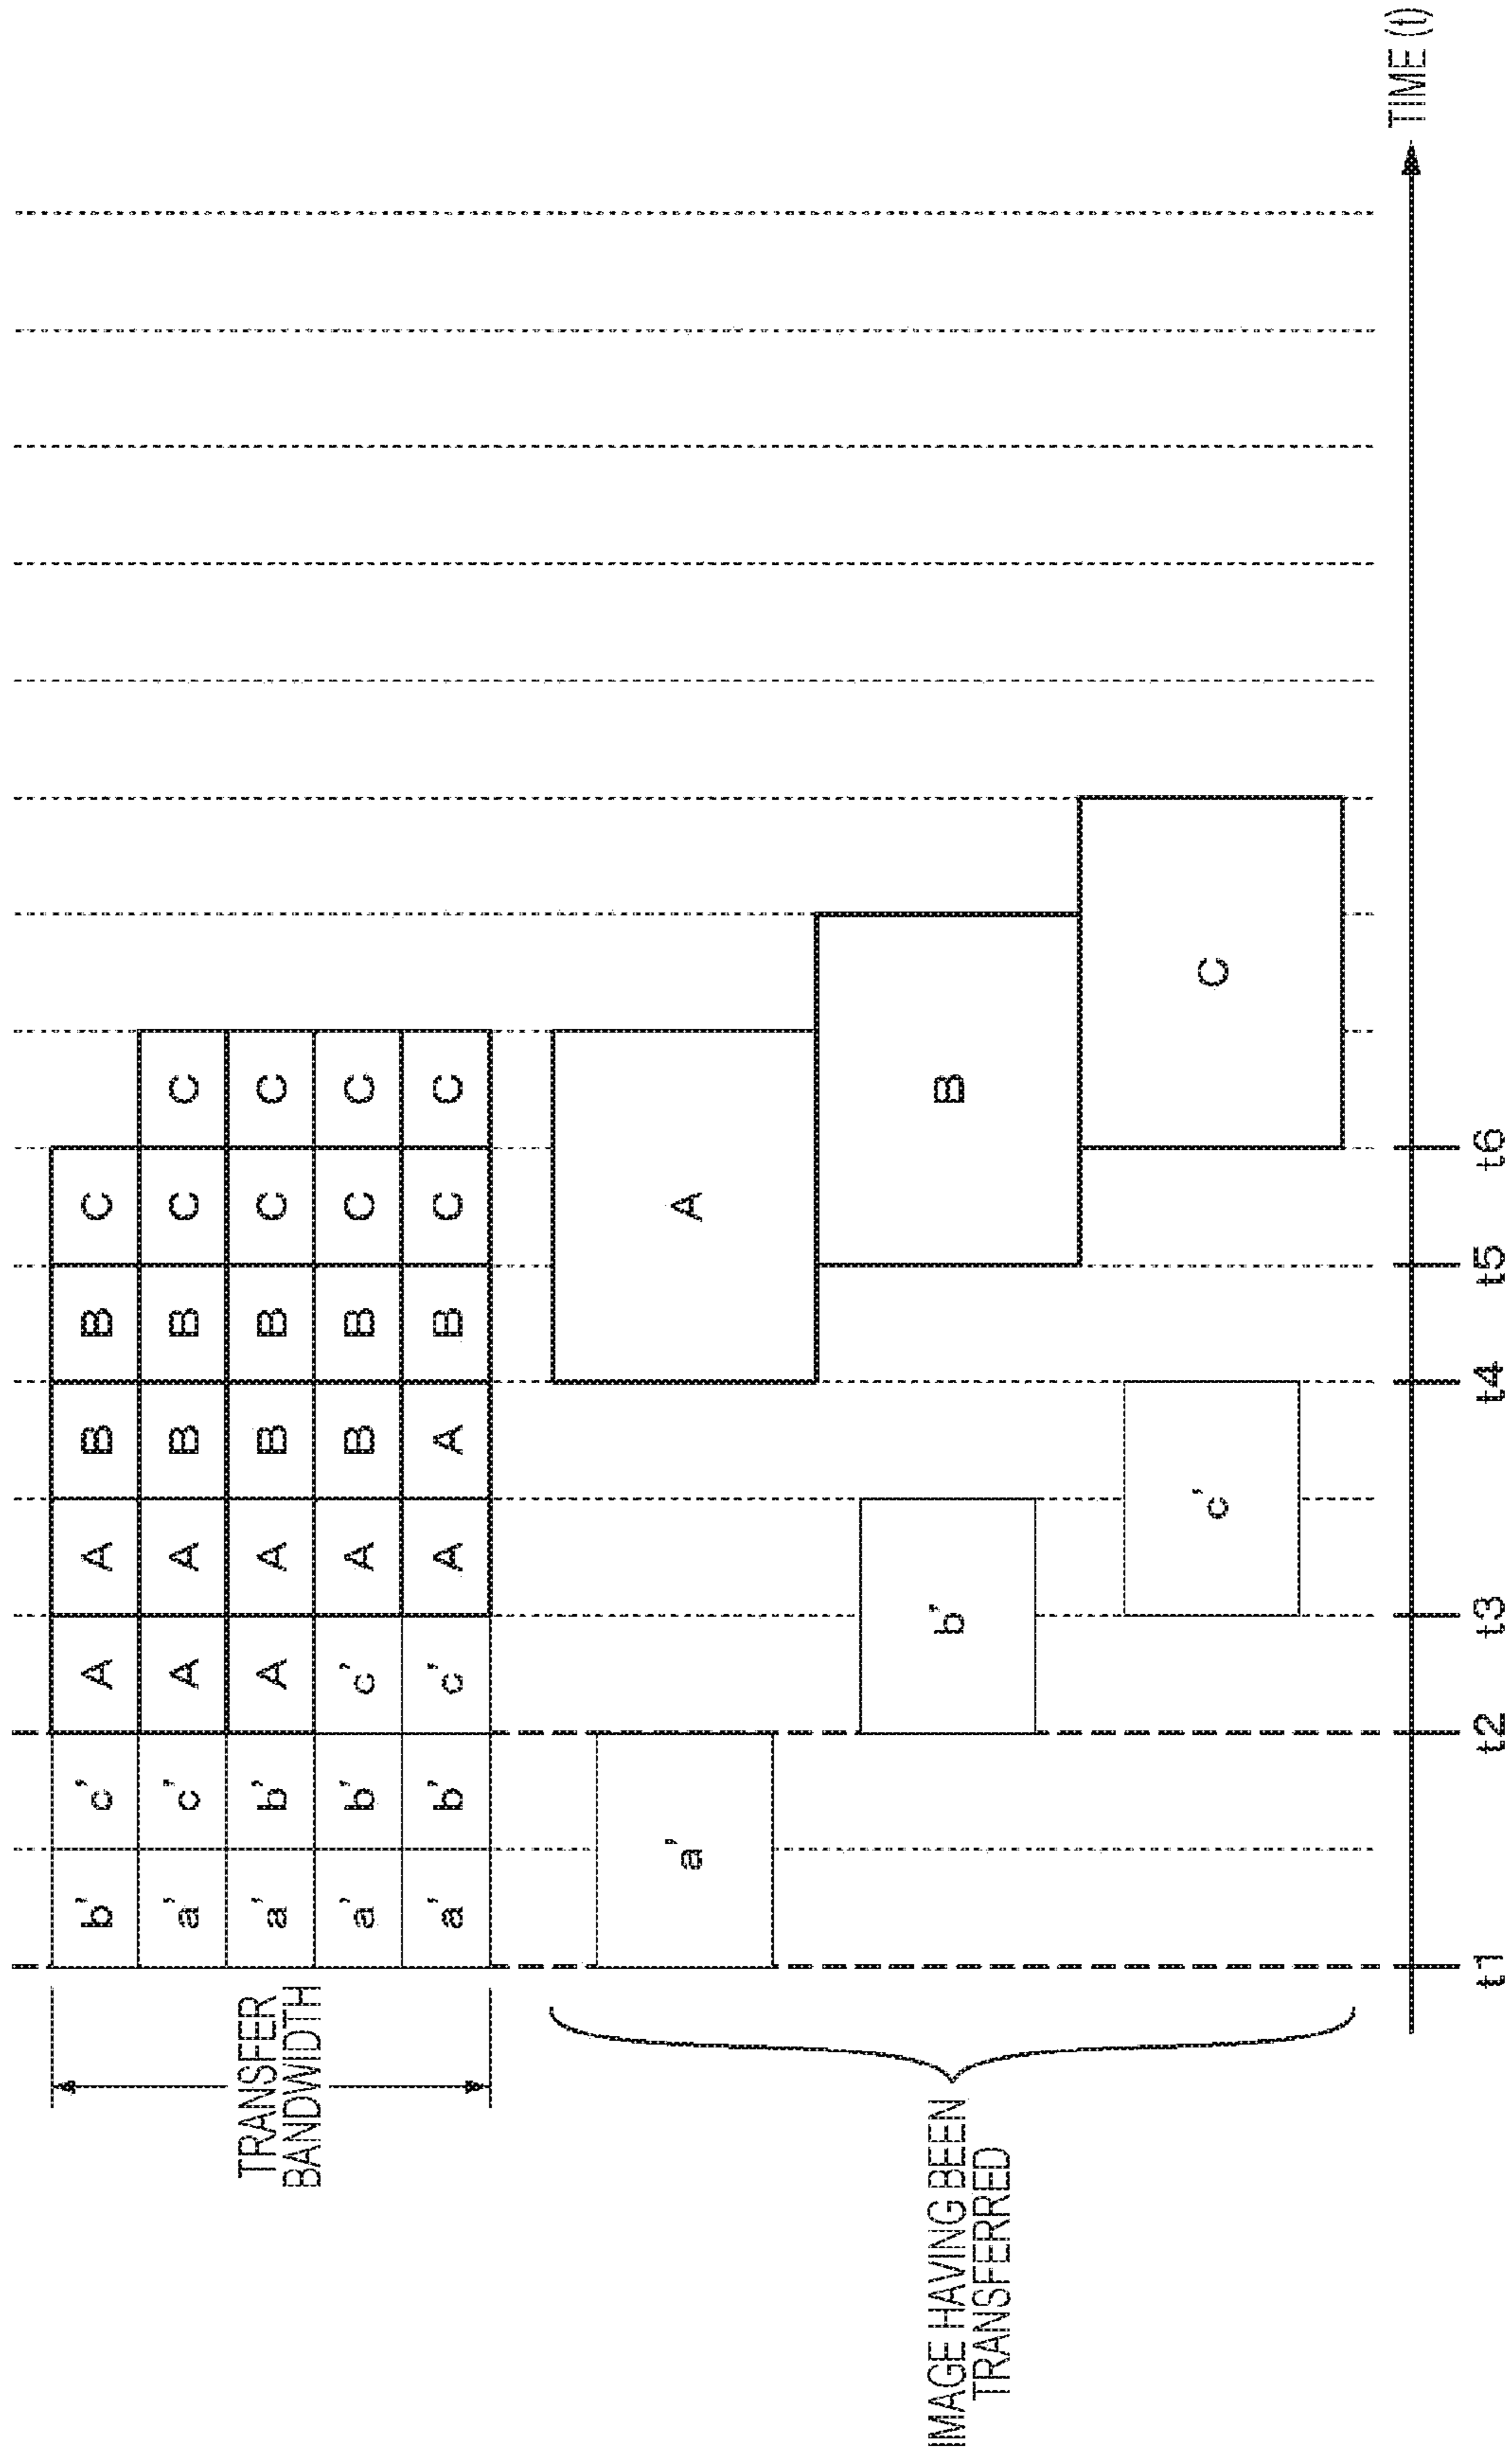 TRANSFER
BANDWIDTH
b' c' A A B B C
a' c' A A B B C C
a' b' A A B B C C
a' b' c' A B B C C
a' b' c' A A B C C
IMAGE HAVING BEEN
TRANSFERRED
a' A
b' B
c' C
TIME (t)
t1 t2 t3 t4 t5 t6